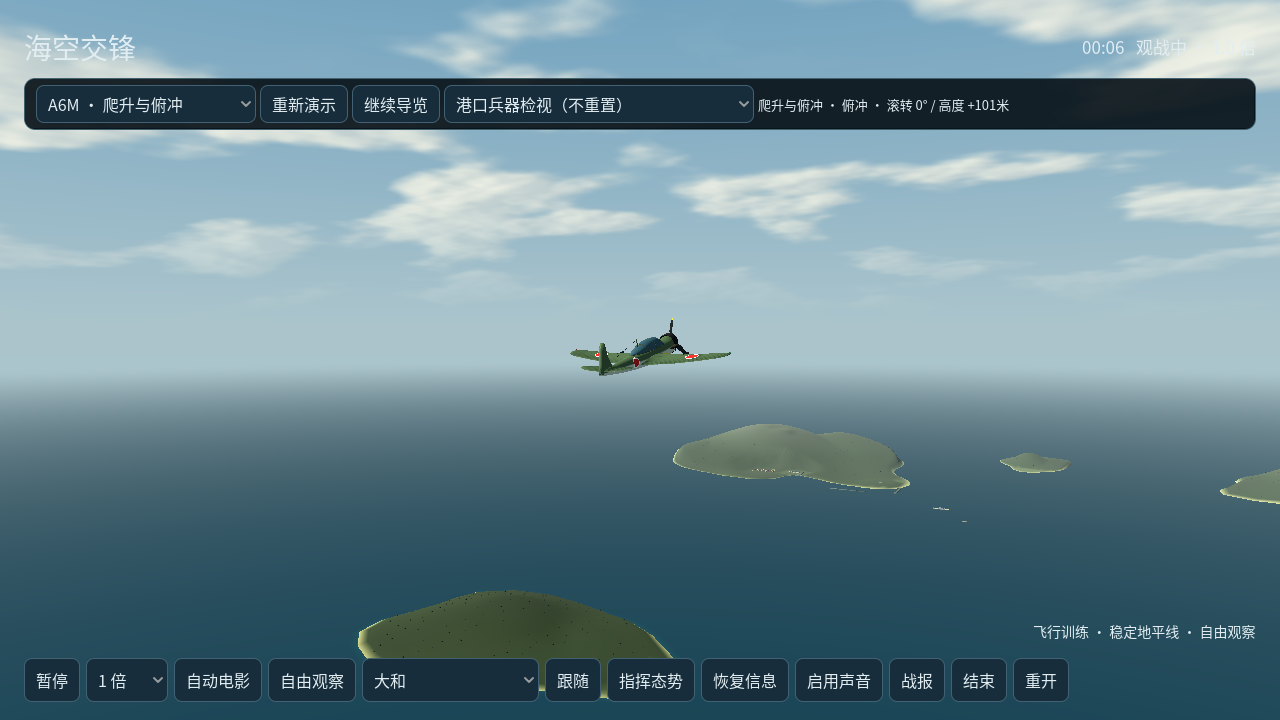 海空交锋
00:06 观战中
A6M · 爬升与俯冲 重新演示 继续导览 港口兵器检视（不重置） 爬升与俯冲 · 俯冲 · 滚转 0° / 高度 +101米
飞行训练 · 稳定地平线 · 自由观察
暂停 1 倍 自动电影 自由观察 大和 跟随 指挥态势 恢复信息 启用声音 战报 结束 重开